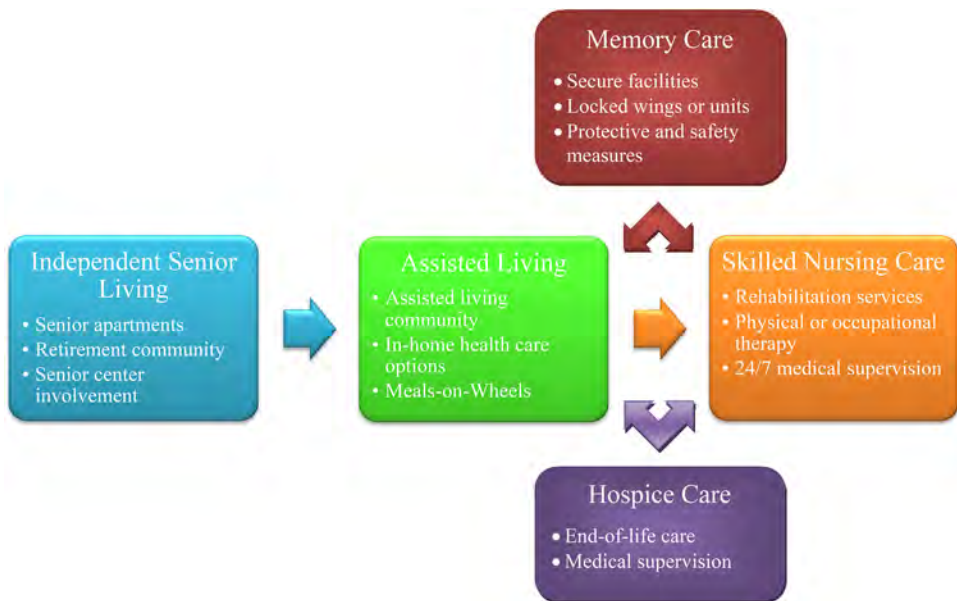 Memory Care
• Secure facilities
• Locked wings or units
• Protective and safety
measures
Independent Senior
Living
• Senior apartments
• Retirement community
• Senior center
involvement
Assisted Living
• Assisted living
community
• In-home health care
options
• Meals-on-Wheels
Skilled Nursing Care
• Rehabilitation services
• Physical or occupational
therapy
• 24/7 medical supervision
Hospice Care
• End-of-life care
• Medical supervision